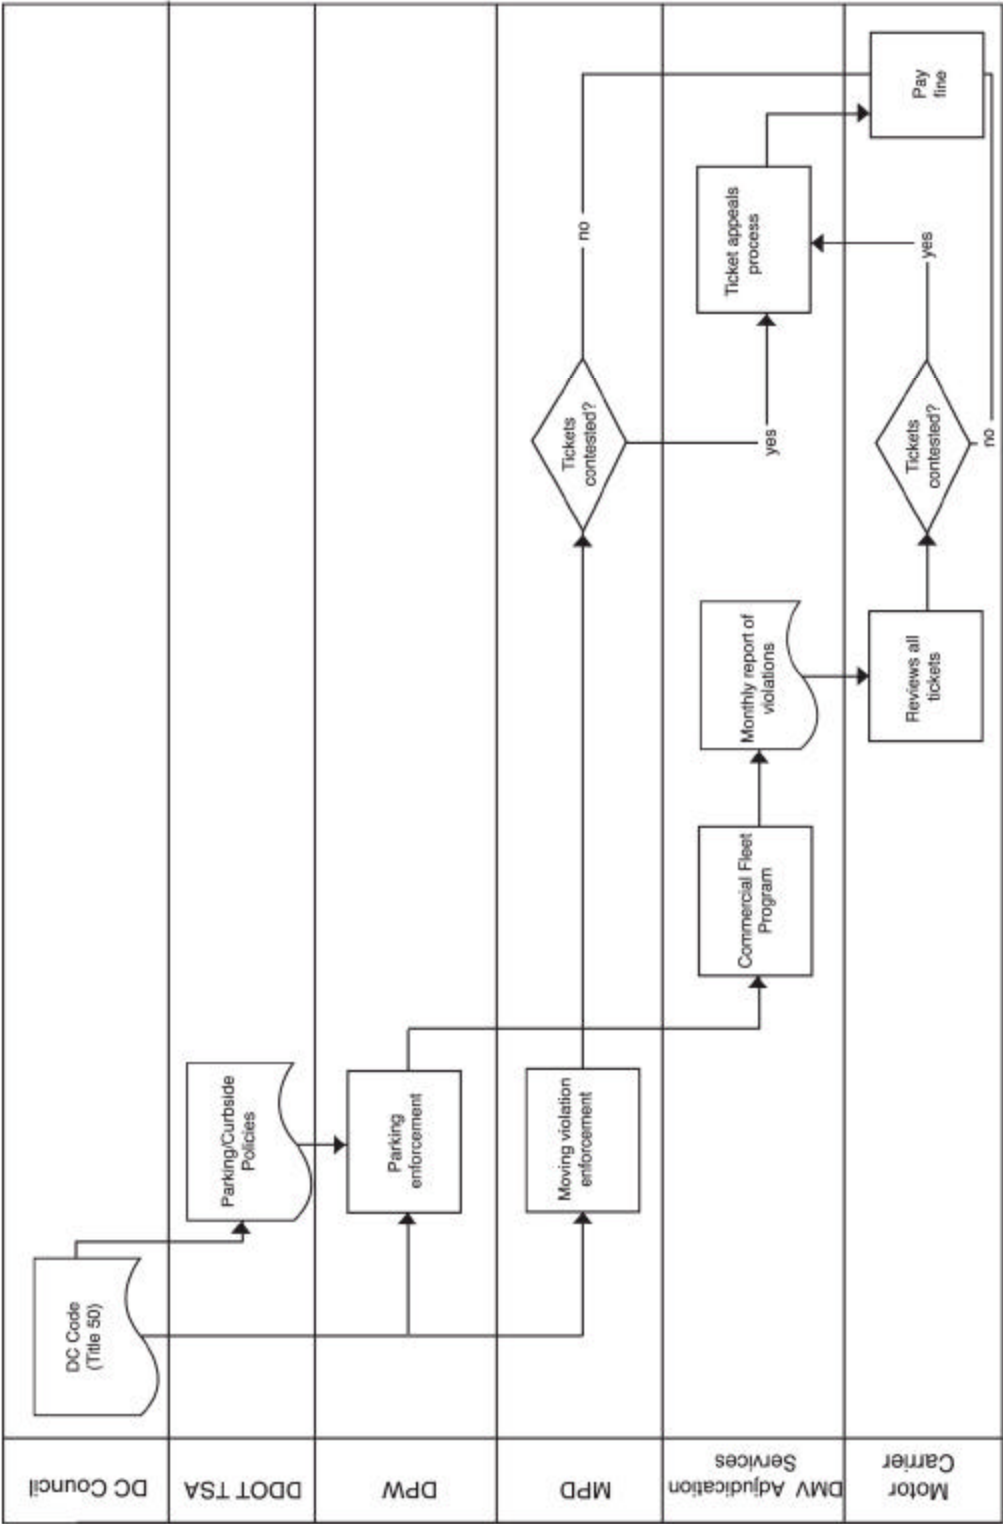 DC Council
DC Code
(Title 50)
DDOT TSA
Parking/Curbside
Policies
DPW
Parking
enforcement
MPD
Moving violation
enforcement
Tickets
contested?
no
yes
DMV Adjudication
Services
Commercial Fleet
Program
Monthly report of
violations
Ticket appeals
process
Motor
Carrier
Reviews all
tickets
Tickets
contested?
yes
no
Pay
fine